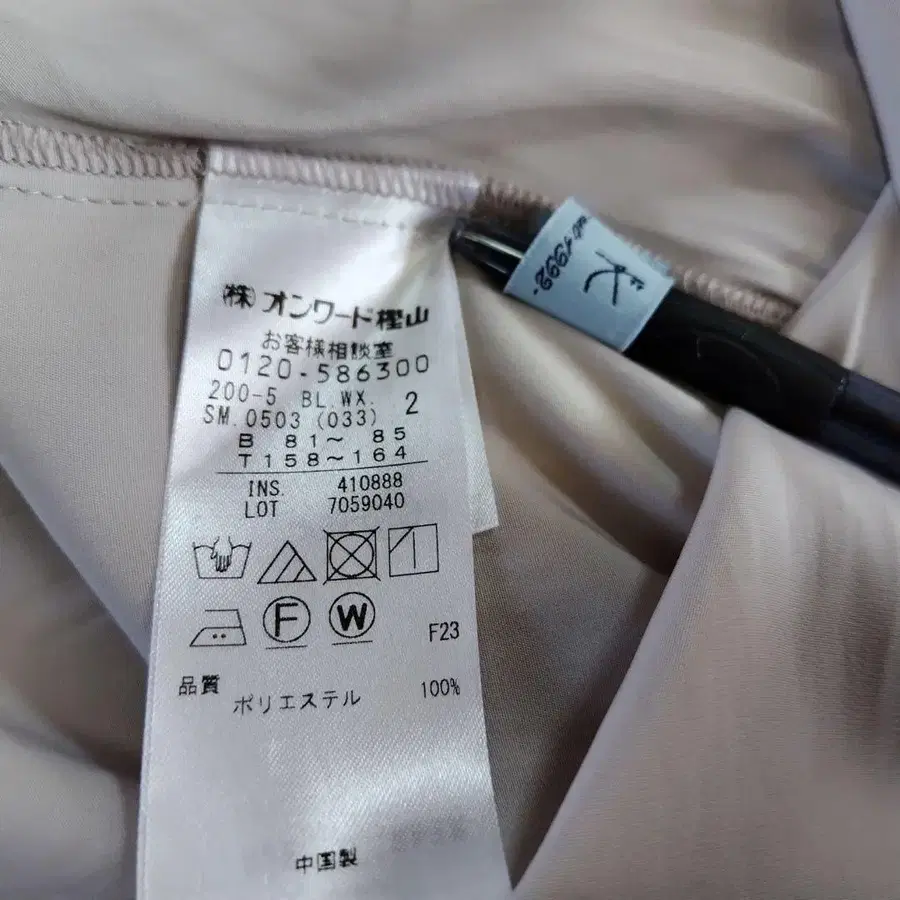 (株)オンワード樫山
お客様相談室
0120-586300
200-5 BL.WX. 2
SM.0503 (033)
B 81～ 85
T158～164
INS. 410888
LOT 7059040
F
W
F23
品質
ポリエステル 100%
中国製
1992.